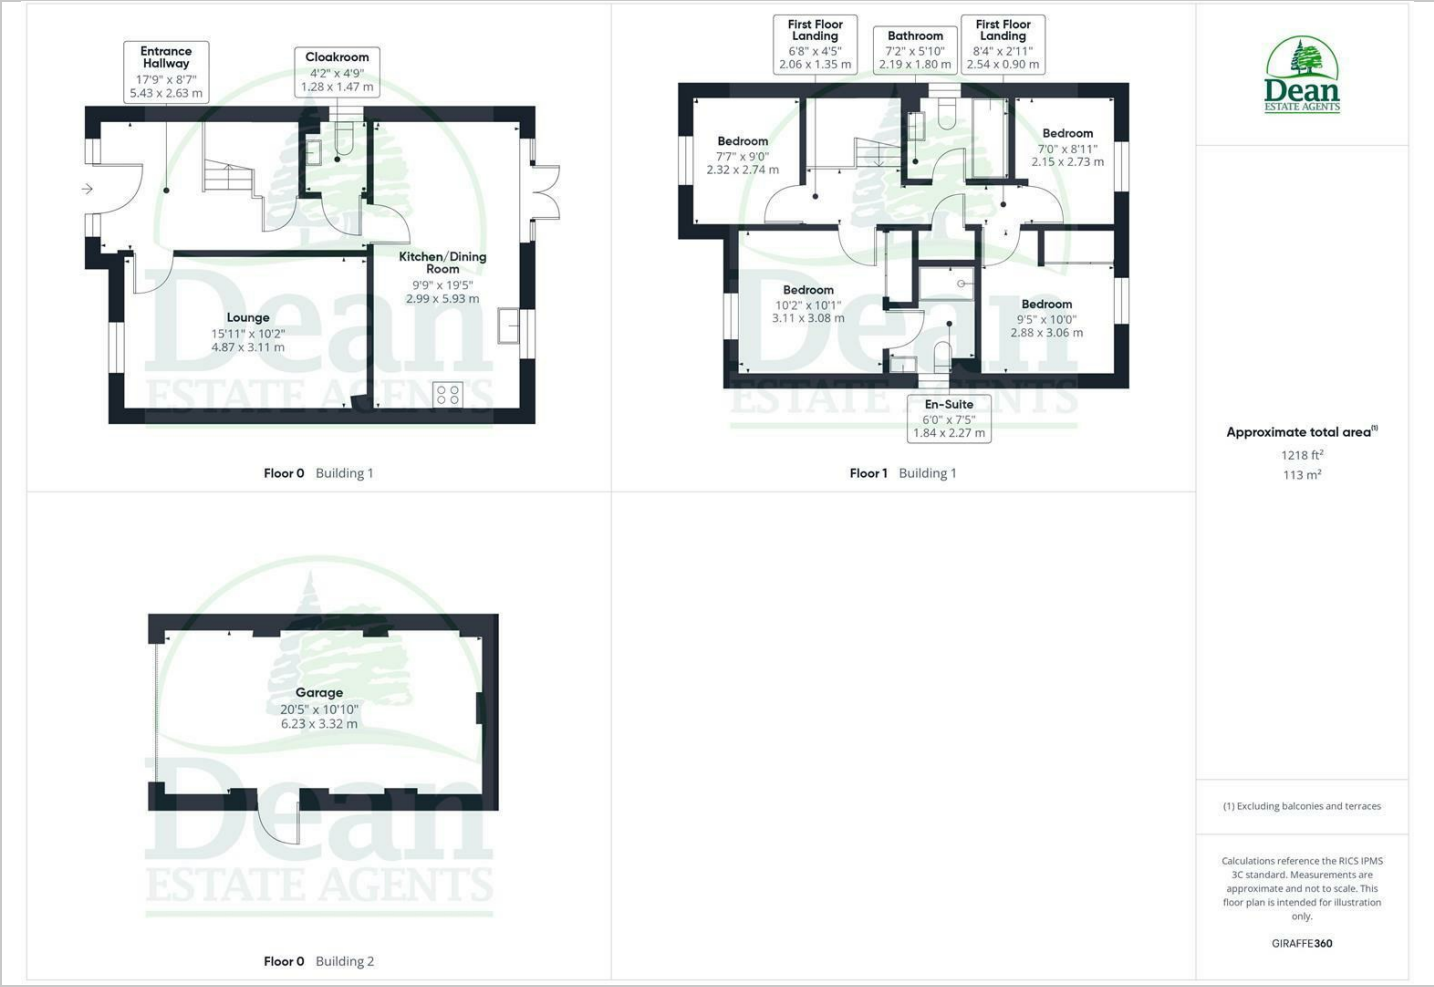 Entrance
Hallway
17'9" x 8'7"
5.43 x 2.63 m
Cloakroom
4'2" x 4'9"
1.28 x 1.47 m
Kitchen/Dining
Room
9'9" x 19'5"
2.99 x 5.93 m
Lounge
15'11" x 10'2"
4.87 x 3.11 m
Dean
ESTATE AGENTS
Floor 0 Building 1
First Floor
Landing
6'8" x 4'5"
2.06 x 1.35 m
Bathroom
7'2" x 5'10"
2.19 x 1.80 m
First Floor
Landing
8'4" x 2'11"
2.54 x 0.90 m
Bedroom
7'7" x 9'0"
2.32 x 2.74 m
Bedroom
7'0" x 8'11"
2.15 x 2.73 m
Bedroom
10'2" x 10'1"
3.11 x 3.08 m
Bedroom
9'5" x 10'0"
2.88 x 3.06 m
En-Suite
6'0" x 7'5"
1.84 x 2.27 m
Dean
ESTATE AGENTS
Floor 1 Building 1
Garage
20'5" x 10'10"
6.23 x 3.32 m
Dean
ESTATE AGENTS
Floor 0 Building 2
Dean
ESTATE AGENTS
Approximate total area(1)
1218 ft²
113 m²
(1) Excluding balconies and terraces
Calculations reference the RICS IPMS
3C standard. Measurements are
approximate and not to scale. This
floor plan is intended for illustration
only.
GIRAFFE360